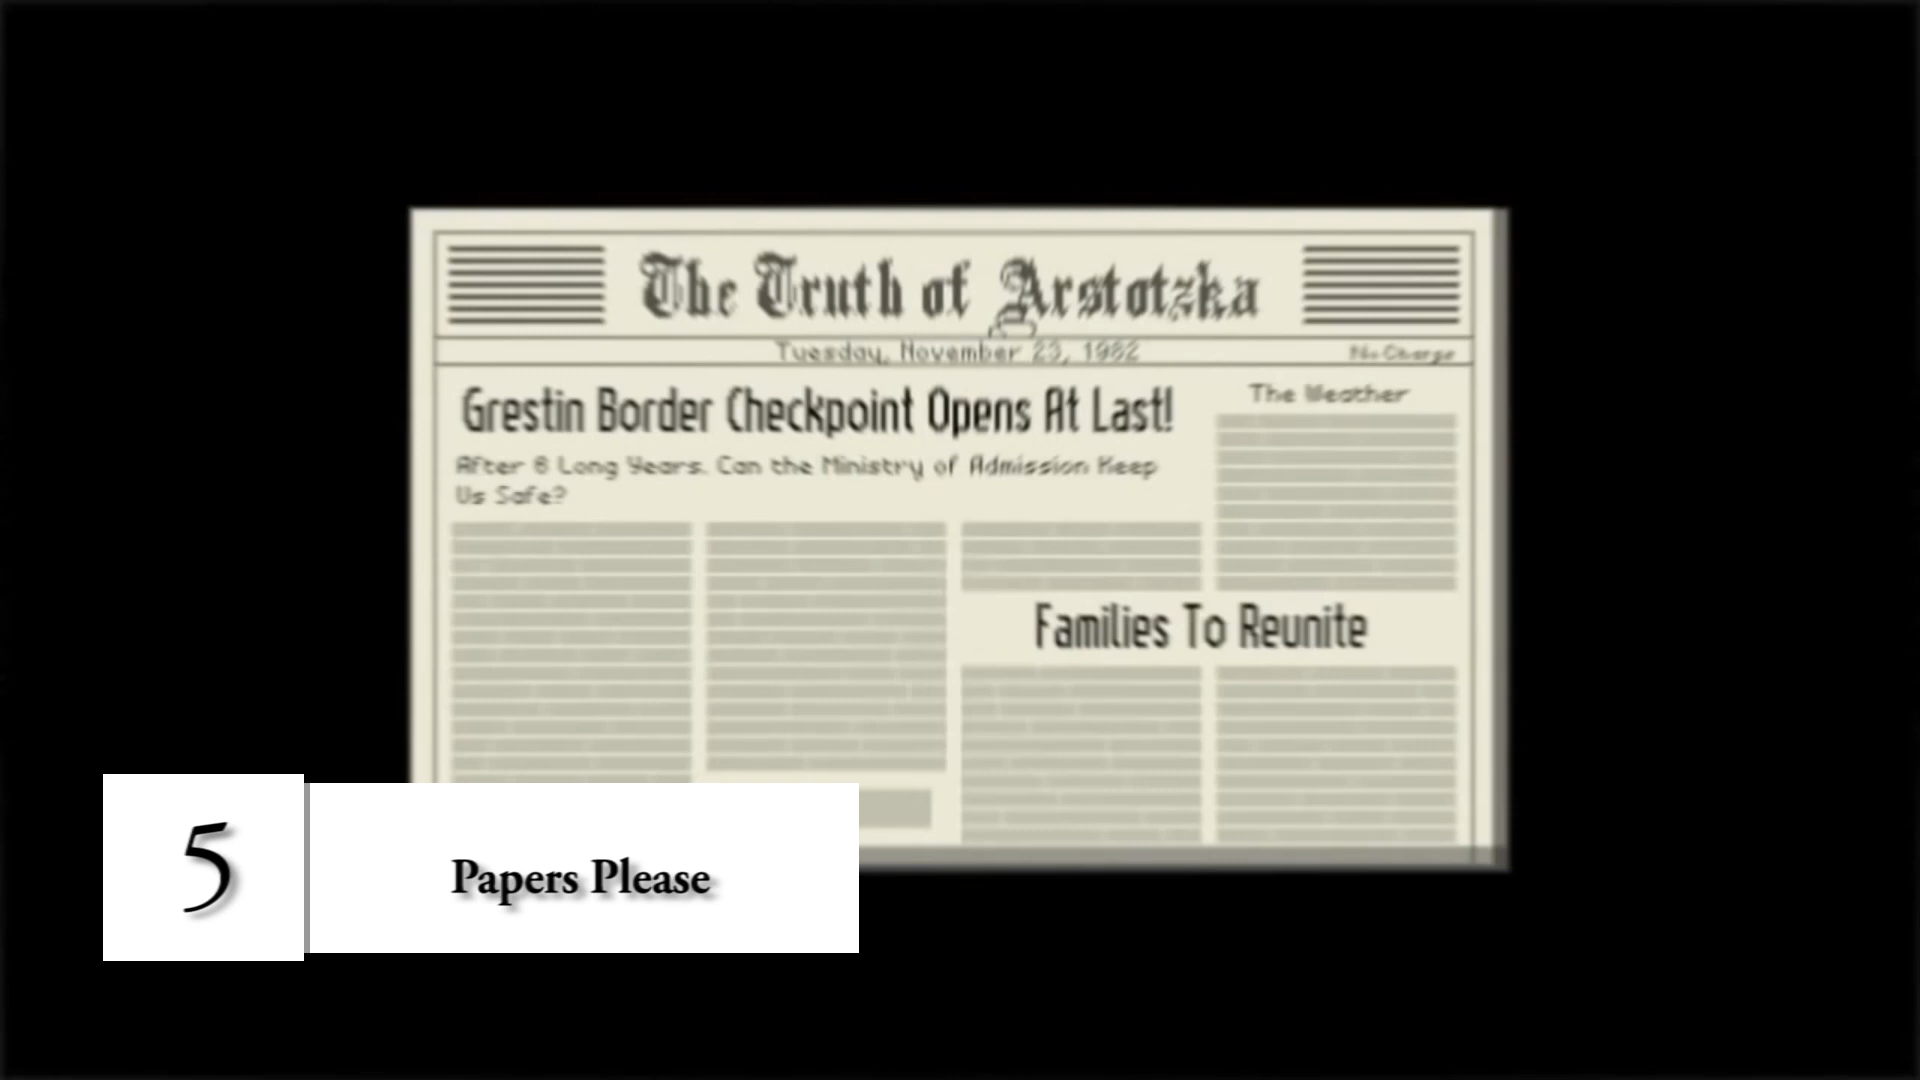 The Truth of Arstotzka
Tuesday, November 23, 1982
No Charge
Grestin Border Checkpoint Opens At Last!
After 6 Long Years. Can the Ministry of Admission Keep
Us Safe?
The Weather
Families To Reunite
5
Papers Please